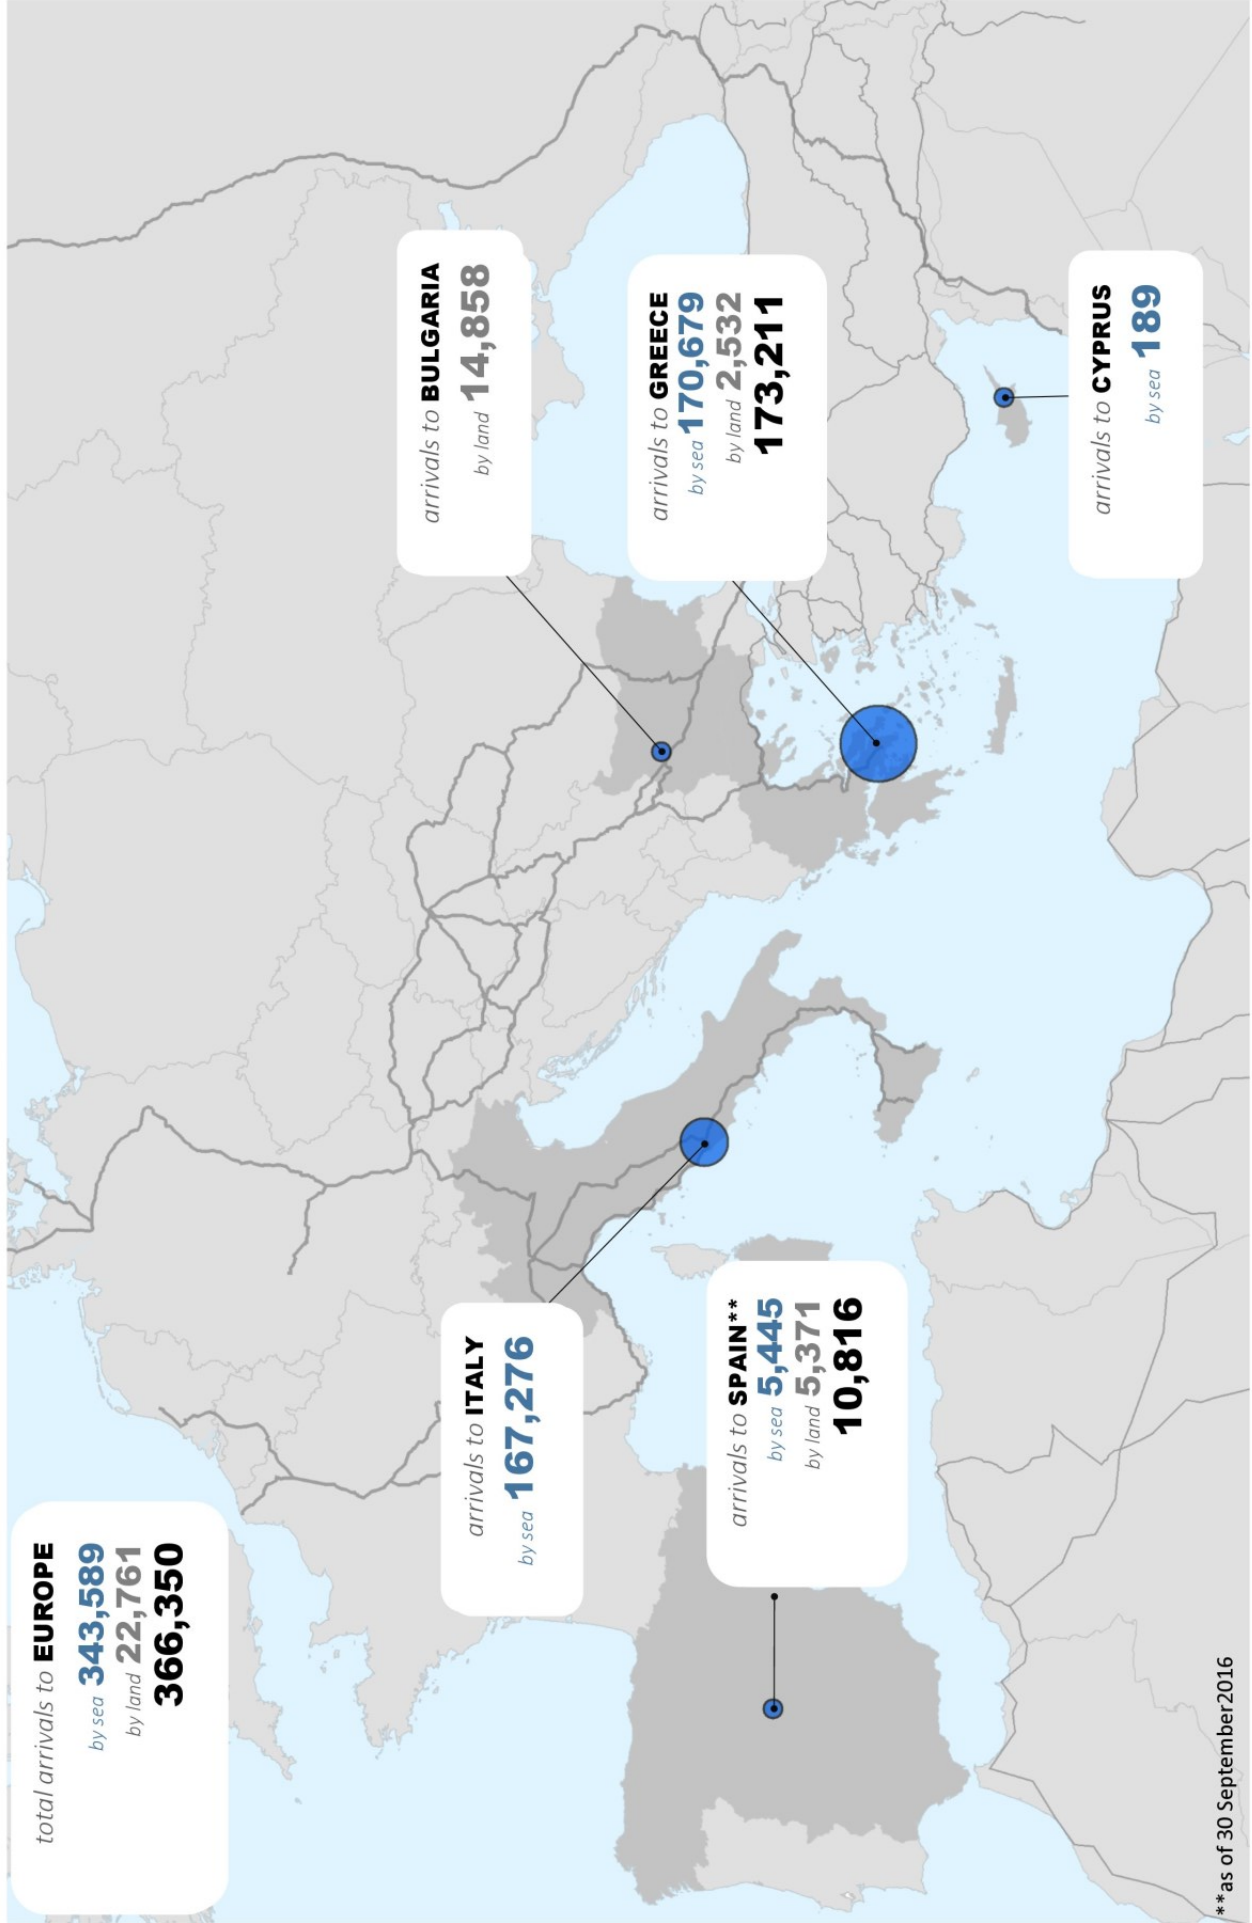 total arrivals to EUROPE
by sea 343,589
by land 22,761
366,350
arrivals to ITALY
by sea 167,276
arrivals to SPAIN**
by sea 5,445
by land 5,371
10,816
arrivals to BULGARIA
by land 14,858
arrivals to GREECE
by sea 170,679
by land 2,532
173,211
arrivals to CYPRUS
by sea 189
**as of 30 September2016